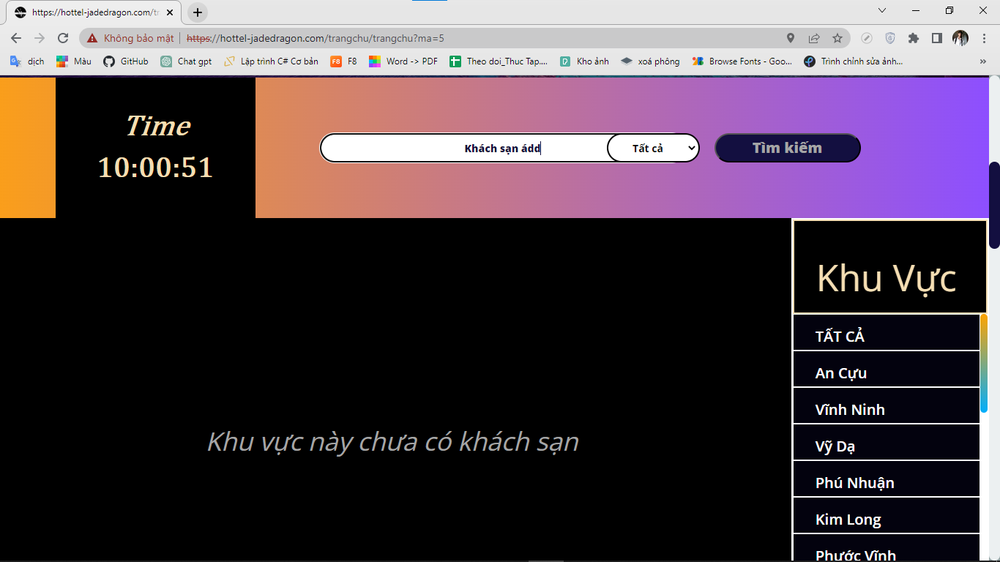 https://hottel-jadedragon.com/tr
Không bảo mật | https://hottel-jadedragon.com/trangchu/trangchu?ma=5
dịch Màu GitHub Chat gpt Lập trình C# Cơ bản F8 F8 Word -> PDF Theo doi_Thuc Tap.... Kho ảnh xoá phông Browse Fonts - Goo... Trình chỉnh sửa ảnh... »
Time
10:00:51
Khách sạn ádd Tất cả Tìm kiếm
Khu Vực
TẤT CẢ
An Cựu
Vĩnh Ninh
Vỹ Dạ
Phú Nhuận
Kim Long
Phước Vĩnh
Khu vực này chưa có khách sạn